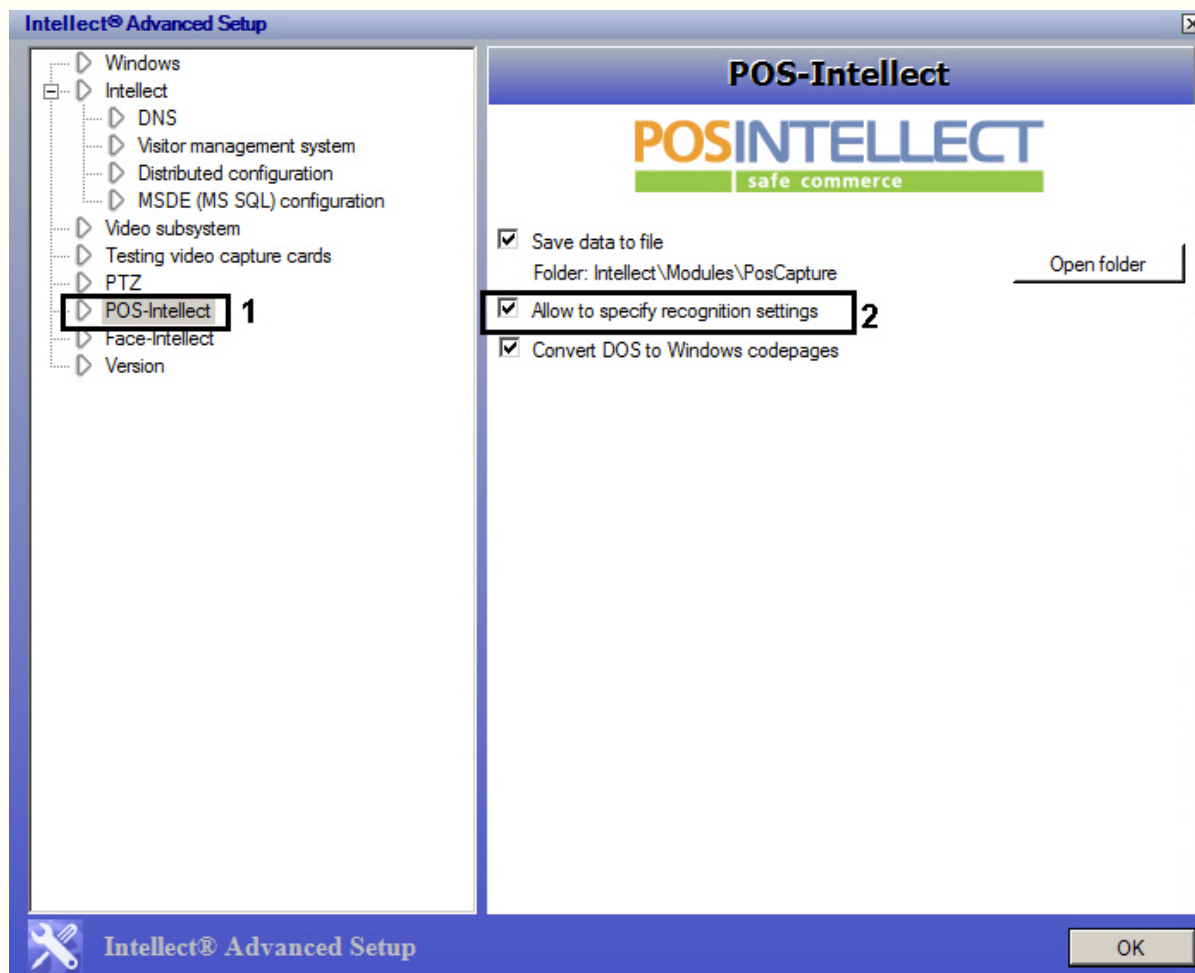 Intellect® Advanced Setup
Windows
Intellect
DNS
Visitor management system
Distributed configuration
MSDE (MS SQL) configuration
Video subsystem
Testing video capture cards
PTZ
POS-Intellect 1
Face-Intellect
Version
POS-Intellect
POSINTELLECT
safe commerce
Save data to file
Folder: Intellect\Modules\PosCapture
Open folder
Allow to specify recognition settings 2
Convert DOS to Windows codepages
Intellect® Advanced Setup
OK